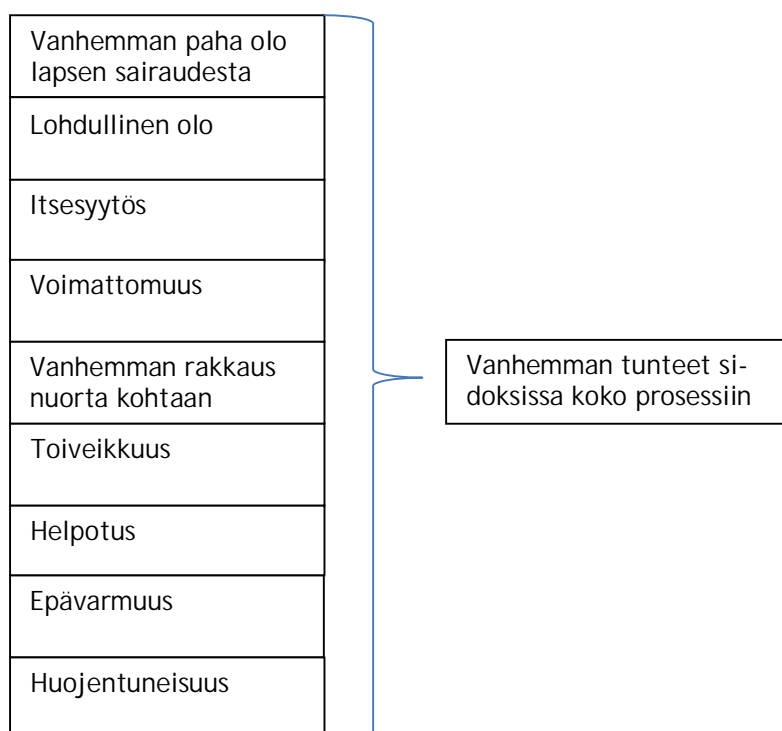 Vanhemman paha olo
lapsen sairaudesta
Lohdullinen olo
Itsesyytös
Voimattomuus
Vanhemman rakkaus
nuorta kohtaan
Toiveikkuus
Helpotus
Epävarmuus
Huojentuneisuus
Vanhemman tunteet si-
doksissa koko prosessiin